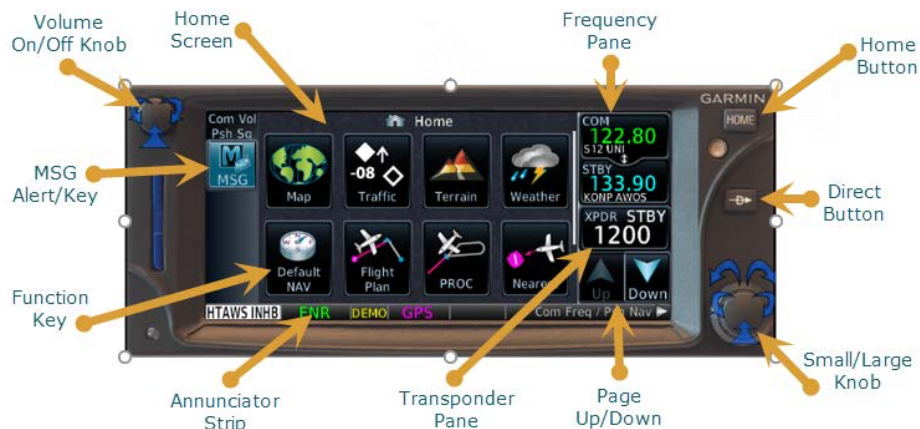 Volume
On/Off Knob
Home
Screen
Frequency
Pane
Home
Button
GARMIN
Com Vol
Psh Sq
Home
COM
122.80
S12 UNI
HOME
MSG
Alert/Key
MSG
Map
-08
Traffic
Terrain
Weather
STBY
133.90
KONP AWOS
D
Direct
Button
XPDR STBY
1200
Function
Key
Default
NAV
Flight
Plan
PROC
Nearest
Up
Down
HTAWS INHB
ENR
DEMO
GPS
Com Freq / Psh Nav
Small/Large
Knob
Annunciator
Strip
Transponder
Pane
Page
Up/Down